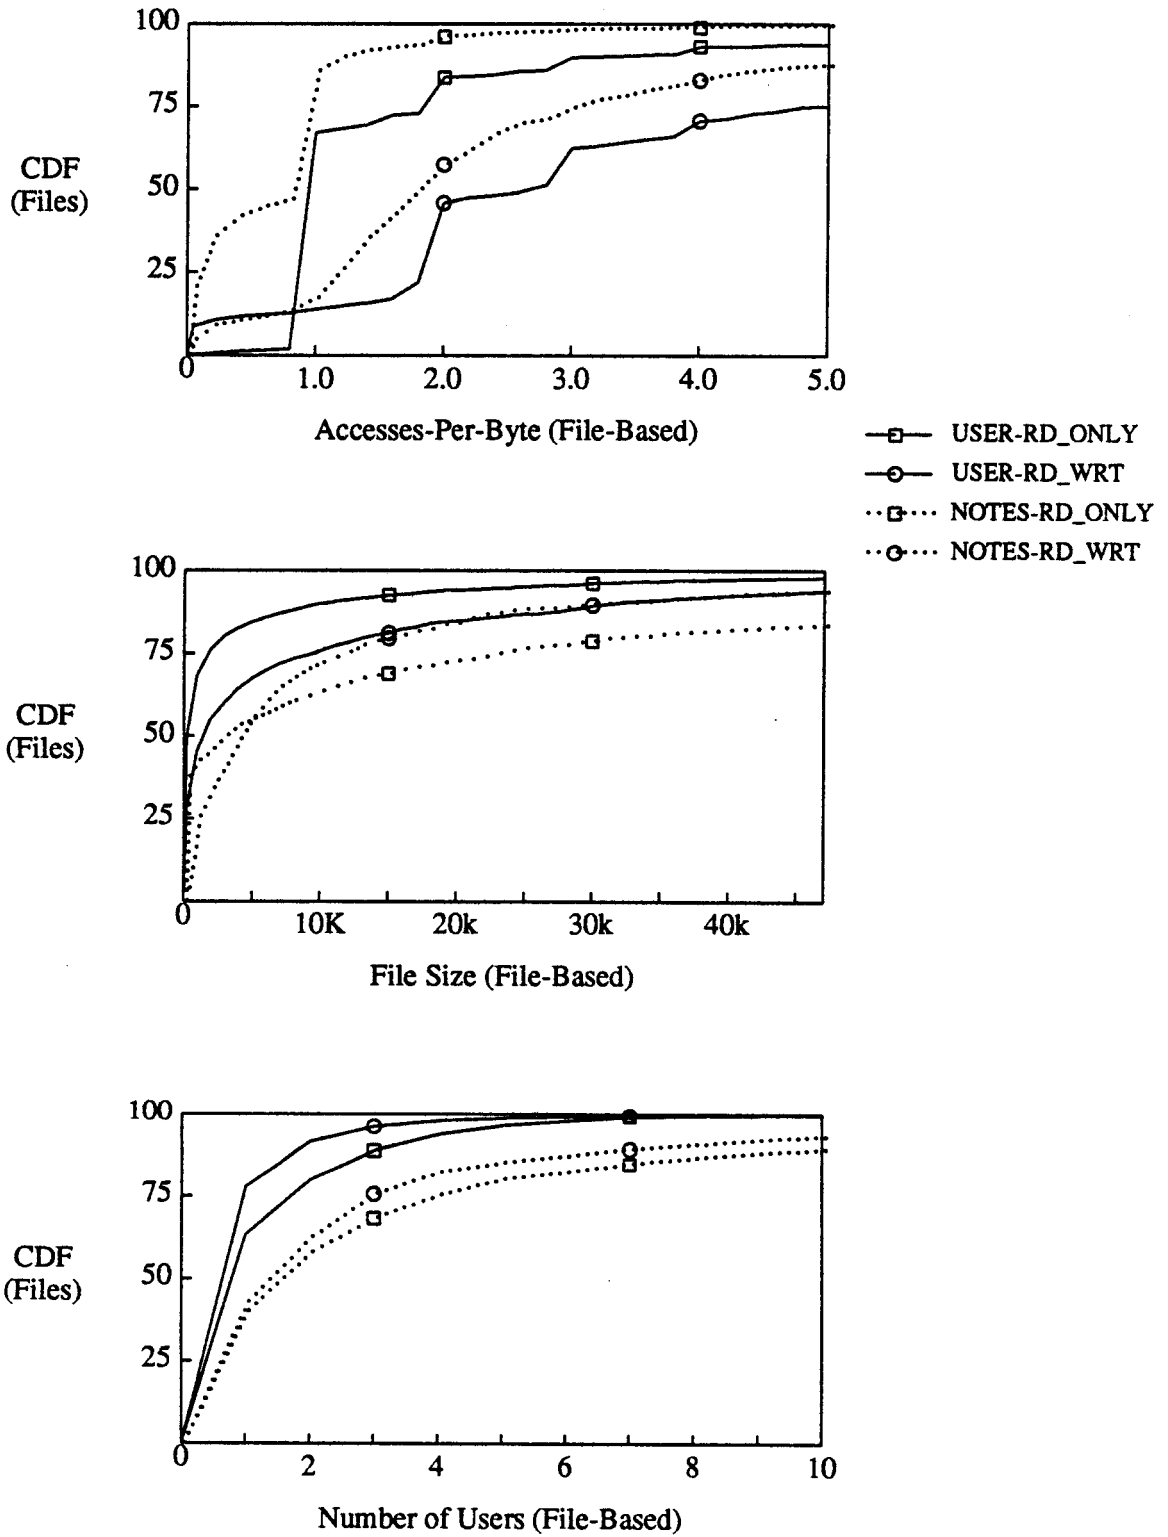 100
75
CDF
(Files)
50
25
0 1.0 2.0 3.0 4.0 5.0
Accesses-Per-Byte (File-Based)
USER-RD_ONLY
USER-RD_WRT
NOTES-RD_ONLY
NOTES-RD_WRT
100
75
CDF
(Files)
50
25
0 10K 20k 30k 40k
File Size (File-Based)
100
75
CDF
(Files)
50
25
0 2 4 6 8 10
Number of Users (File-Based)